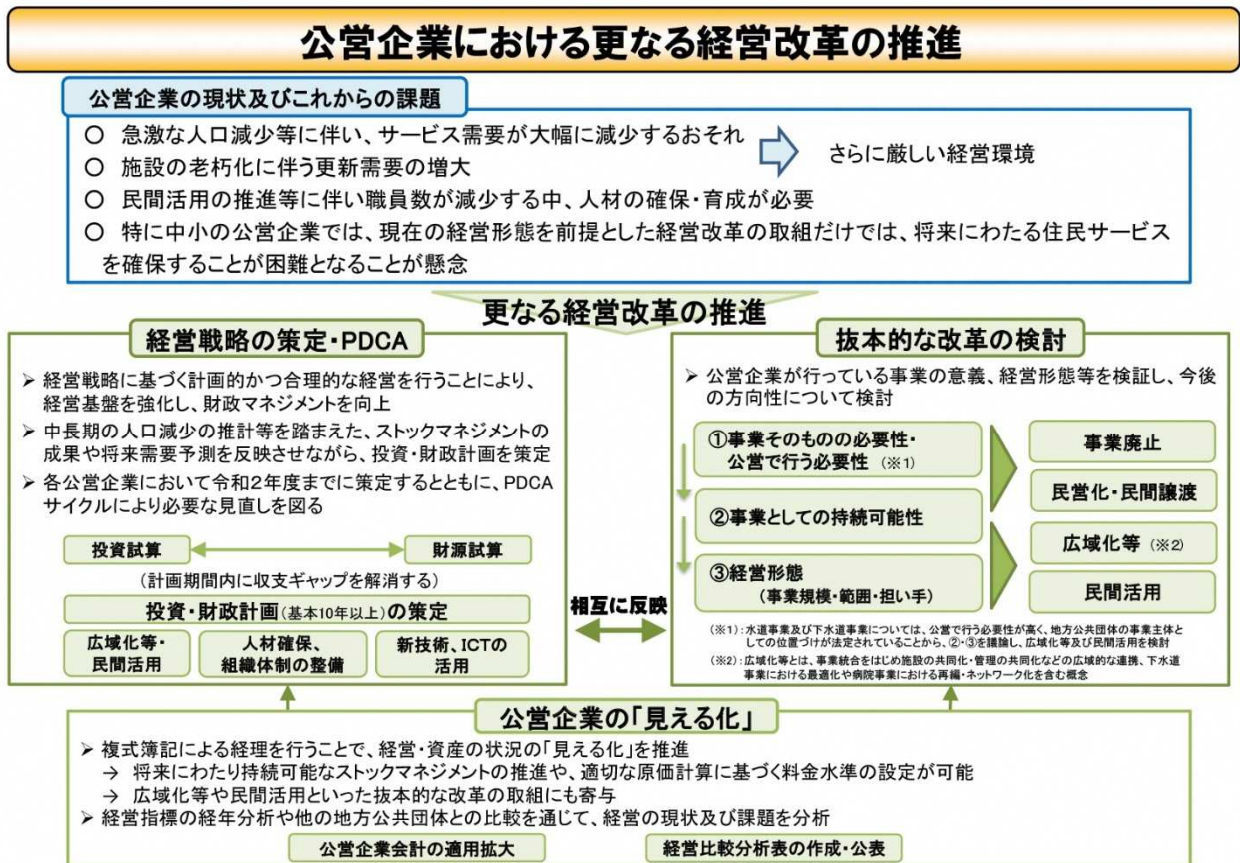 公営企業における更なる経営改革の推進
公営企業の現状及びこれからの課題
○ 急激な人口減少等に伴い、サービス需要が大幅に減少するおそれ
○ 施設の老朽化に伴う更新需要の増大
さらに厳しい経営環境
○ 民間活用の推進等に伴い職員数が減少する中、人材の確保・育成が必要
○ 特に中小の公営企業では、現在の経営形態を前提とした経営改革の取組だけでは、将来にわたる住民サービス
を確保することが困難となることが懸念
更なる経営改革の推進
経営戦略の策定・PDCA
➢ 経営戦略に基づく計画的かつ合理的な経営を行うことにより、
経営基盤を強化し、財政マネジメントを向上
➢ 中長期の人口減少の推計等を踏まえた、ストックマネジメントの
成果や将来需要予測を反映させながら、投資・財政計画を策定
➢ 各公営企業において令和２年度までに策定するとともに、PDCA
サイクルにより必要な見直しを図る
投資試算
財源試算
(計画期間内に収支ギャップを解消する)
投資・財政計画(基本10年以上)の策定
広域化等・
民間活用
人材確保、
組織体制の整備
新技術、ICTの
活用
相互に反映
抜本的な改革の検討
➢ 公営企業が行っている事業の意義、経営形態等を検証し、今後
の方向性について検討
①事業そのものの必要性・
公営で行う必要性 (※１)
②事業としての持続可能性
③経営形態
(事業規模・範囲・担い手)
事業廃止
民営化・民間譲渡
広域化等 (※２)
民間活用
(※１)：水道事業及び下水道事業については、公営で行う必要性が高く、地方公共団体の事業主体と
しての位置づけが法定されていることから、②・③を議論し、広域化等及び民間活用を検討
(※２)：広域化等とは、事業統合をはじめ施設の共同化・管理の共同化などの広域的な連携、下水道
事業における最適化や病院事業における再編・ネットワーク化を含む概念
公営企業の「見える化」
➢ 複式簿記による経理を行うことで、経営・資産の状況の「見える化」を推進
→ 将来にわたり持続可能なストックマネジメントの推進や、適切な原価計算に基づく料金水準の設定が可能
→ 広域化等や民間活用といった抜本的な改革の取組にも寄与
➢ 経営指標の経年分析や他の地方公共団体との比較を通じて、経営の現状及び課題を分析
公営企業会計の適用拡大
経営比較分析表の作成・公表